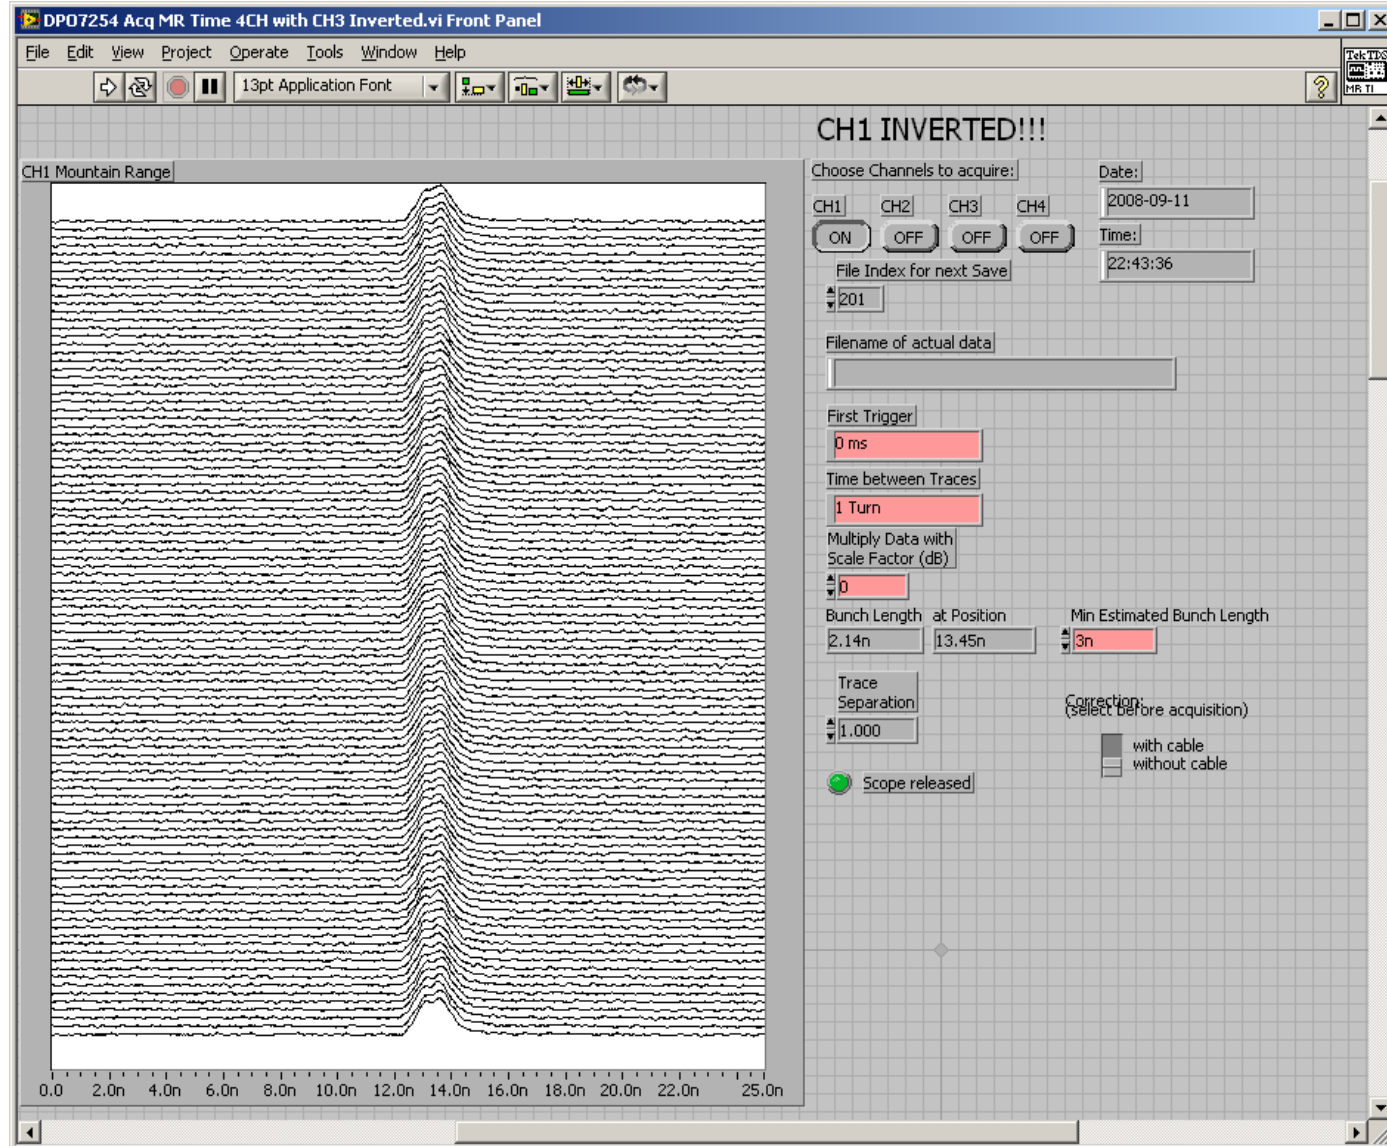 DPO7254 Acq MR Time 4CH with CH3 Inverted.vi Front Panel
File Edit View Project Operate Tools Window Help
13pt Application Font
?
TekTDS
MR TI
CH1 INVERTED!!!
CH1 Mountain Range
Choose Channels to acquire:
Date:
2008-09-11
CH1 CH2 CH3 CH4
ON OFF OFF OFF
Time:
22:43:36
File Index for next Save
201
Filename of actual data
First Trigger
0 ms
Time between Traces
1 Turn
Multiply Data with
Scale Factor (dB)
0
Bunch Length at Position Min Estimated Bunch Length
2.14n 13.45n 3n
Trace
Separation
1.000
Correction:
(select before acquisition)
with cable
without cable
Scope released
0.0 2.0n 4.0n 6.0n 8.0n 10.0n 12.0n 14.0n 16.0n 18.0n 20.0n 22.0n 25.0n